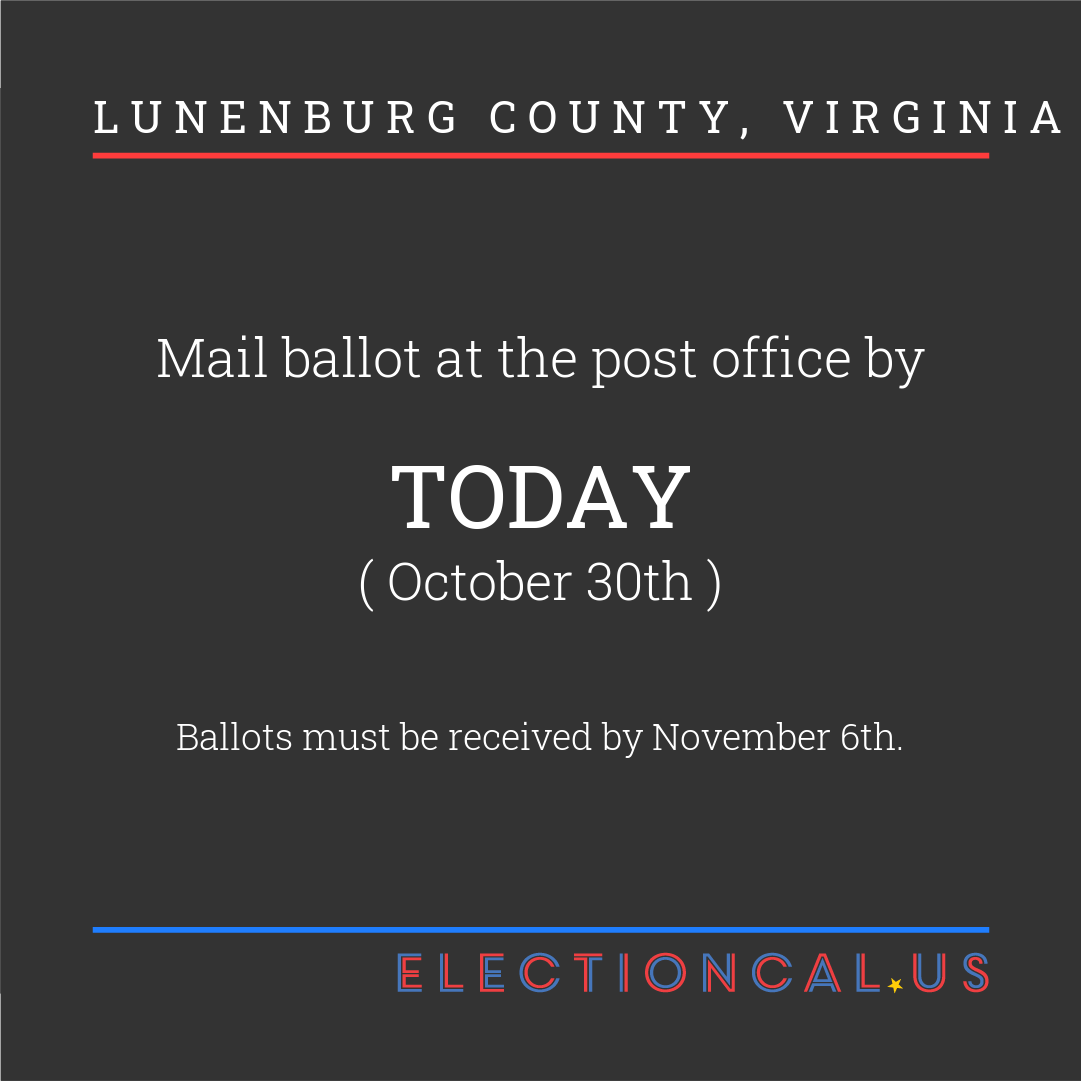 LUNENBURG COUNTY, VIRGINIA
Mail ballot at the post office by
TODAY
( October 30th )
Ballots must be received by November 6th.
ELECTIONCAL.US